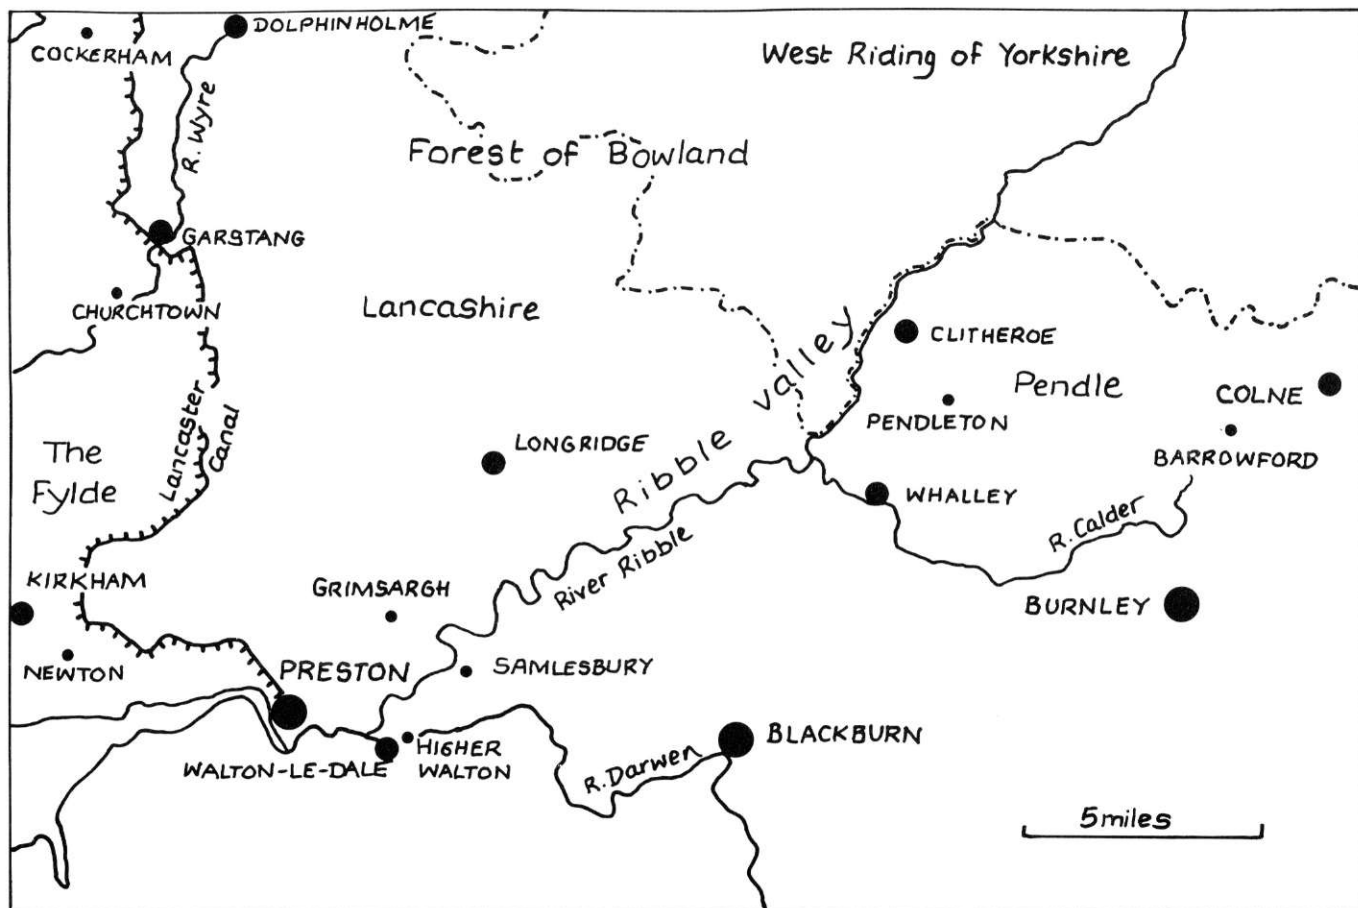 DOLPHINHOLME
COCKERHAM
West Riding of Yorkshire
R. Wyre
Forest of Bowland
GARSTANG
CHURCHTOWN
Lancashire
CLITHEROE
Pendle
COLNE
PENDLETON
BARROWFORD
Lancaster
Canal
The
Fylde
LONGRIDGE
Ribble
valley
WHALLEY
R. Calder
River Ribble
KIRKHAM
GRIMSARGH
BURNLEY
NEWTON
PRESTON
SAMLESBURY
HIGHER
WALTON
WALTON-LE-DALE
BLACKBURN
R. Darwen
5 miles